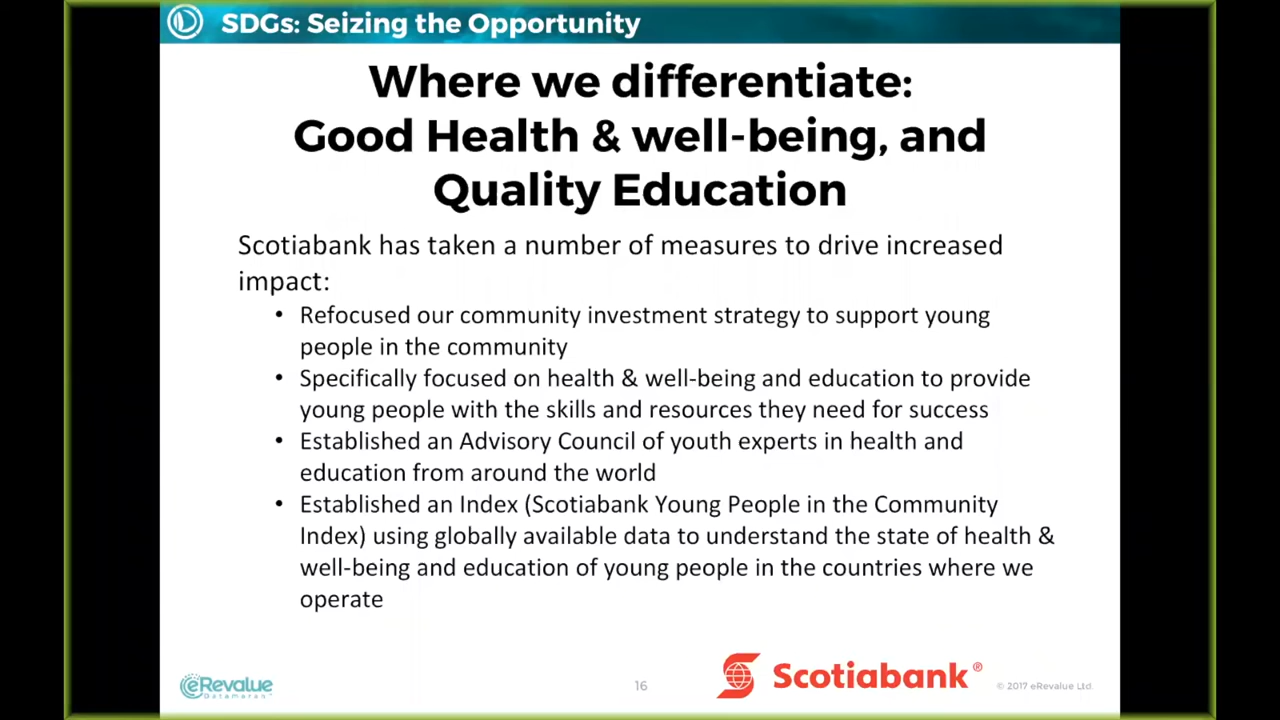 SDGs: Seizing the Opportunity
Where we differentiate:
Good Health & well-being, and
Quality Education
Scotiabank has taken a number of measures to drive increased
impact:
• Refocused our community investment strategy to support young
people in the community
• Specifically focused on health & well-being and education to provide
young people with the skills and resources they need for success
• Established an Advisory Council of youth experts in health and
education from around the world
• Established an Index (Scotiabank Young People in the Community
Index) using globally available data to understand the state of health &
well-being and education of young people in the countries where we
operate
eRevalue
Datamaran
16
Scotiabank®
© 2017 eRevalue Ltd.